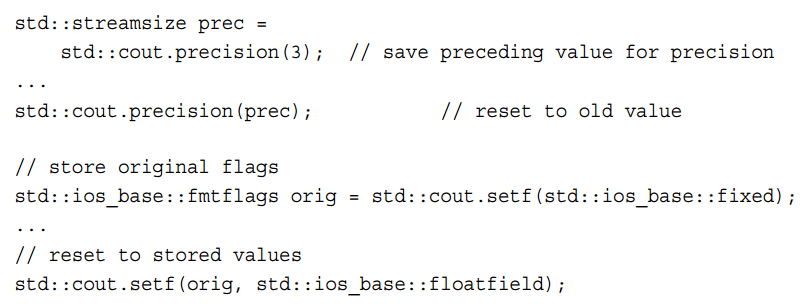 std::streamsize prec =
    std::cout.precision(3);  // save preceding value for precision
...
std::cout.precision(prec);           // reset to old value

// store original flags
std::ios_base::fmtflags orig = std::cout.setf(std::ios_base::fixed);
...
// reset to stored values
std::cout.setf(orig, std::ios_base::floatfield);